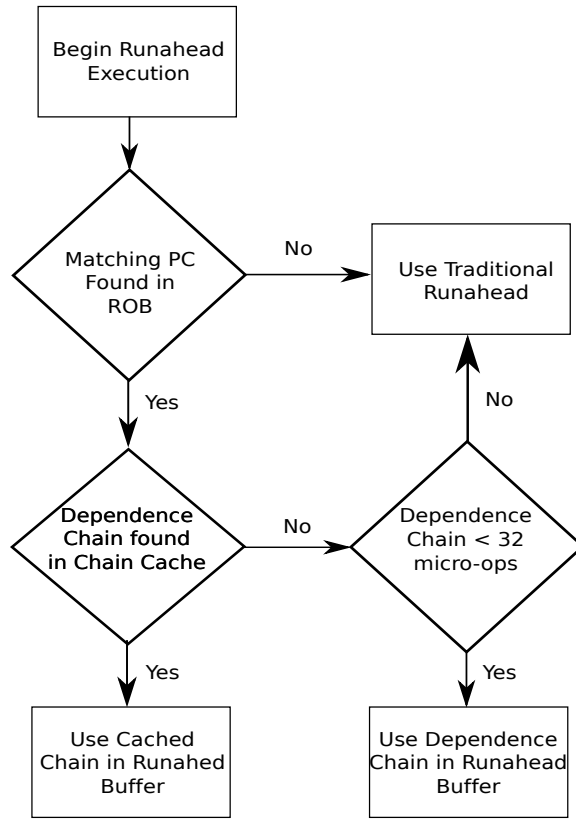 Begin Runahead
Execution
Matching PC
Found in
ROB
No
Use Traditional
Runahead
Yes
No
Dependence
Chain found
in Chain Cache
No
Dependence
Chain < 32
micro-ops
Yes
Yes
Use Cached
Chain in Runahed
Buffer
Use Dependence
Chain in Runahead
Buffer